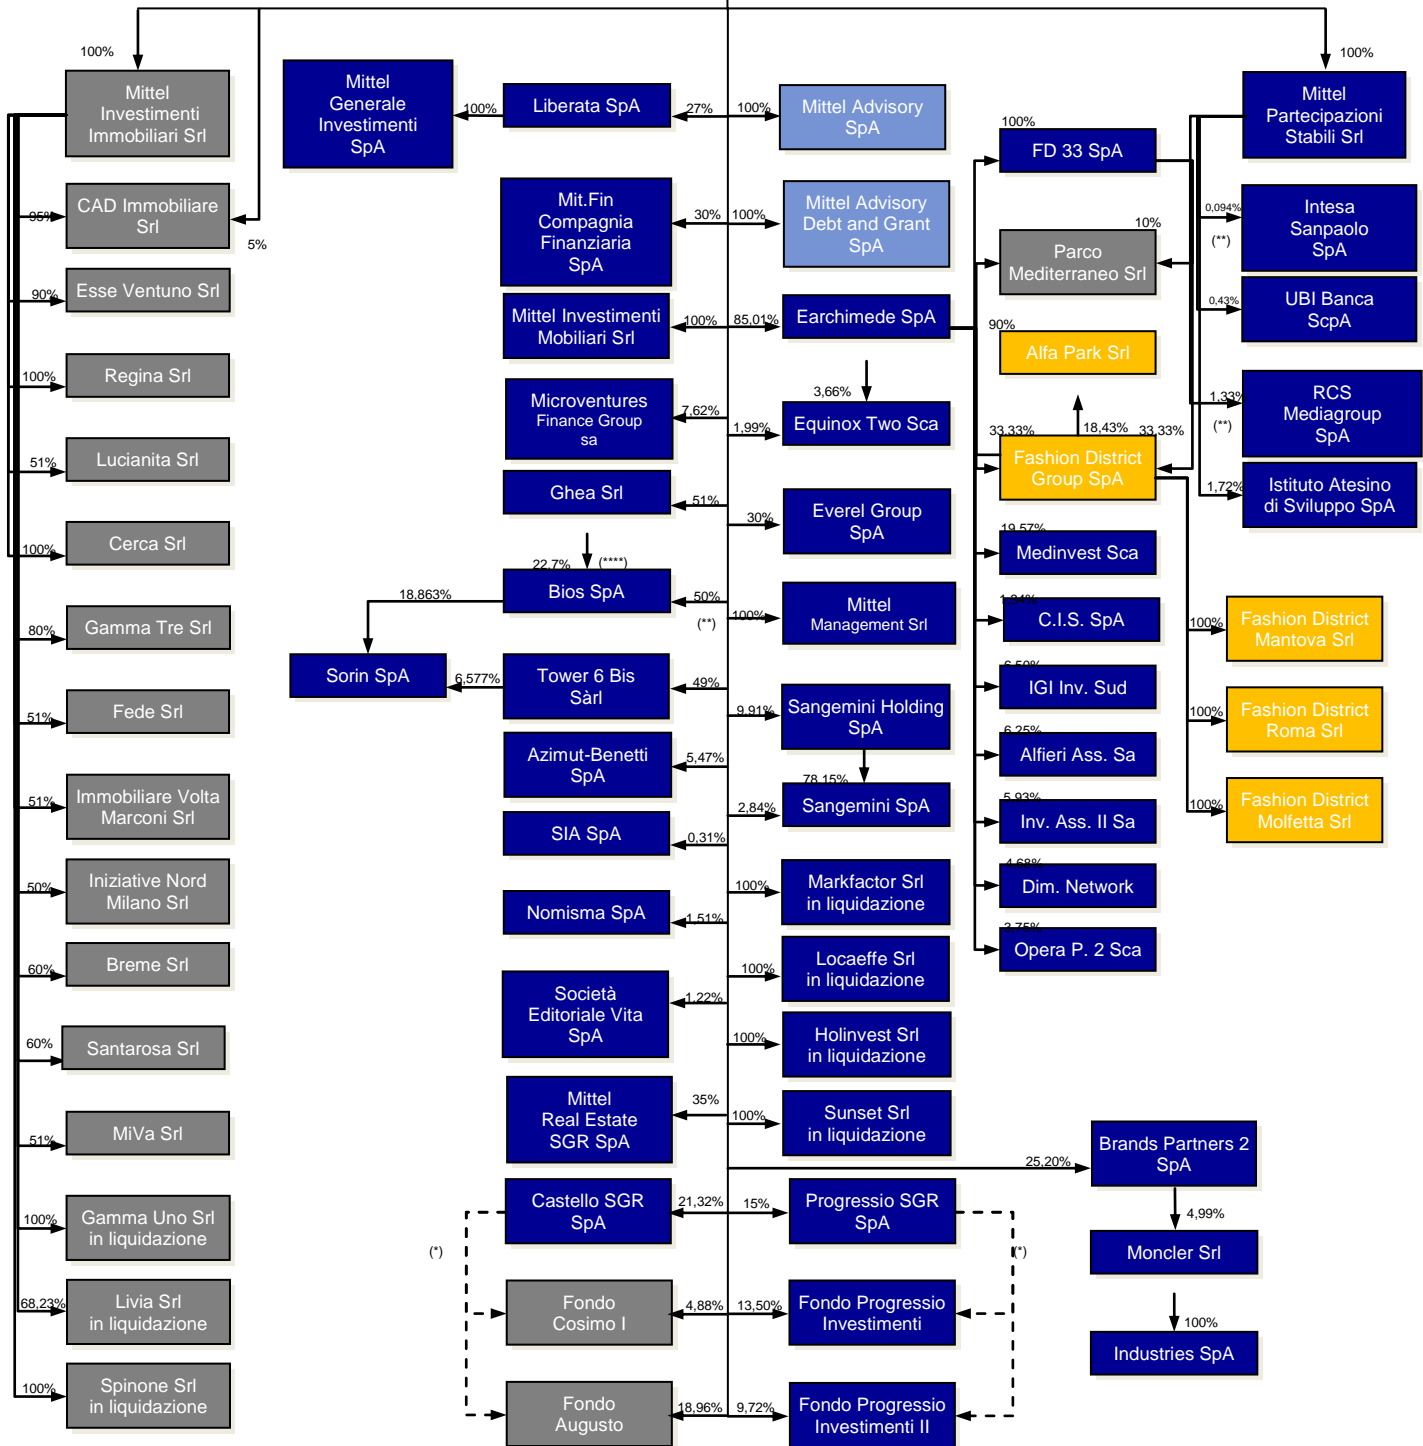 100%
100%
Mittel
Investimenti
Immobiliari Srl
Mittel
Generale
Investimenti
SpA
100%
Liberata SpA
27%
100%
Mittel Advisory
SpA
Mittel
Partecipazioni
Stabili Srl
100%
FD 33 SpA
95%
CAD Immobiliare
Srl
5%
Mit.Fin
Compagnia
Finanziaria
SpA
30%
100%
Mittel Advisory
Debt and Grant
SpA
10%
Parco
Mediterraneo Srl
0,094%
(**)
Intesa
Sanpaolo
SpA
90%
Esse Ventuno Srl
Mittel Investimenti
Mobiliari Srl
100%
85,01%
Earchimede SpA
90%
Alfa Park Srl
0,43%
UBI Banca
ScpA
100%
Regina Srl
Microventures
Finance Group
sa
7,62%
1,99%
3,66%
Equinox Two Sca
33,33%
18,43%
33,33%
Fashion District
Group SpA
1,33%
(**)
RCS
Mediagroup
SpA
51%
Lucianita Srl
Ghea Srl
51%
30%
Everel Group
SpA
1,72%
Istituto Atesino
di Sviluppo SpA
100%
Cerca Srl
22,7%
(****)
Bios SpA
18,863%
50%
(**)
100%
Mittel
Management Srl
19,57%
Medinvest Sca
1,34%
C.I.S. SpA
80%
Gamma Tre Srl
Sorin SpA
6,577%
Tower 6 Bis
Sàrl
49%
9,91%
Sangemini Holding
SpA
6,50%
IGI Inv. Sud
100%
Fashion District
Mantova Srl
51%
Fede Srl
Azimut-Benetti
SpA
5,47%
78,15%
2,84%
Sangemini SpA
6,25%
Alfieri Ass. Sa
100%
Fashion District
Roma Srl
51%
Immobiliare Volta
Marconi Srl
SIA SpA
0,31%
5,93%
Inv. Ass. II Sa
100%
Fashion District
Molfetta Srl
50%
Iniziative Nord
Milano Srl
Nomisma SpA
1,51%
100%
Markfactor Srl
in liquidazione
4,68%
Dim. Network
60%
Breme Srl
Società
Editoriale Vita
SpA
1,22%
100%
Locaeffe Srl
in liquidazione
3,75%
Opera P. 2 Sca
60%
Santarosa Srl
100%
Holinvest Srl
in liquidazione
51%
MiVa Srl
Mittel
Real Estate
SGR SpA
35%
100%
Sunset Srl
in liquidazione
25,20%
Brands Partners 2
SpA
100%
Gamma Uno Srl
in liquidazione
(*)
Castello SGR
SpA
21,32%
15%
Progressio SGR
SpA
(*)
4,99%
Moncler Srl
68,23%
Livia Srl
in liquidazione
Fondo
Cosimo I
4,88%
13,50%
Fondo Progressio
Investimenti
100%
Industries SpA
100%
Spinone Srl
in liquidazione
Fondo
Augusto
18,96%
9,72%
Fondo Progressio
Investimenti II